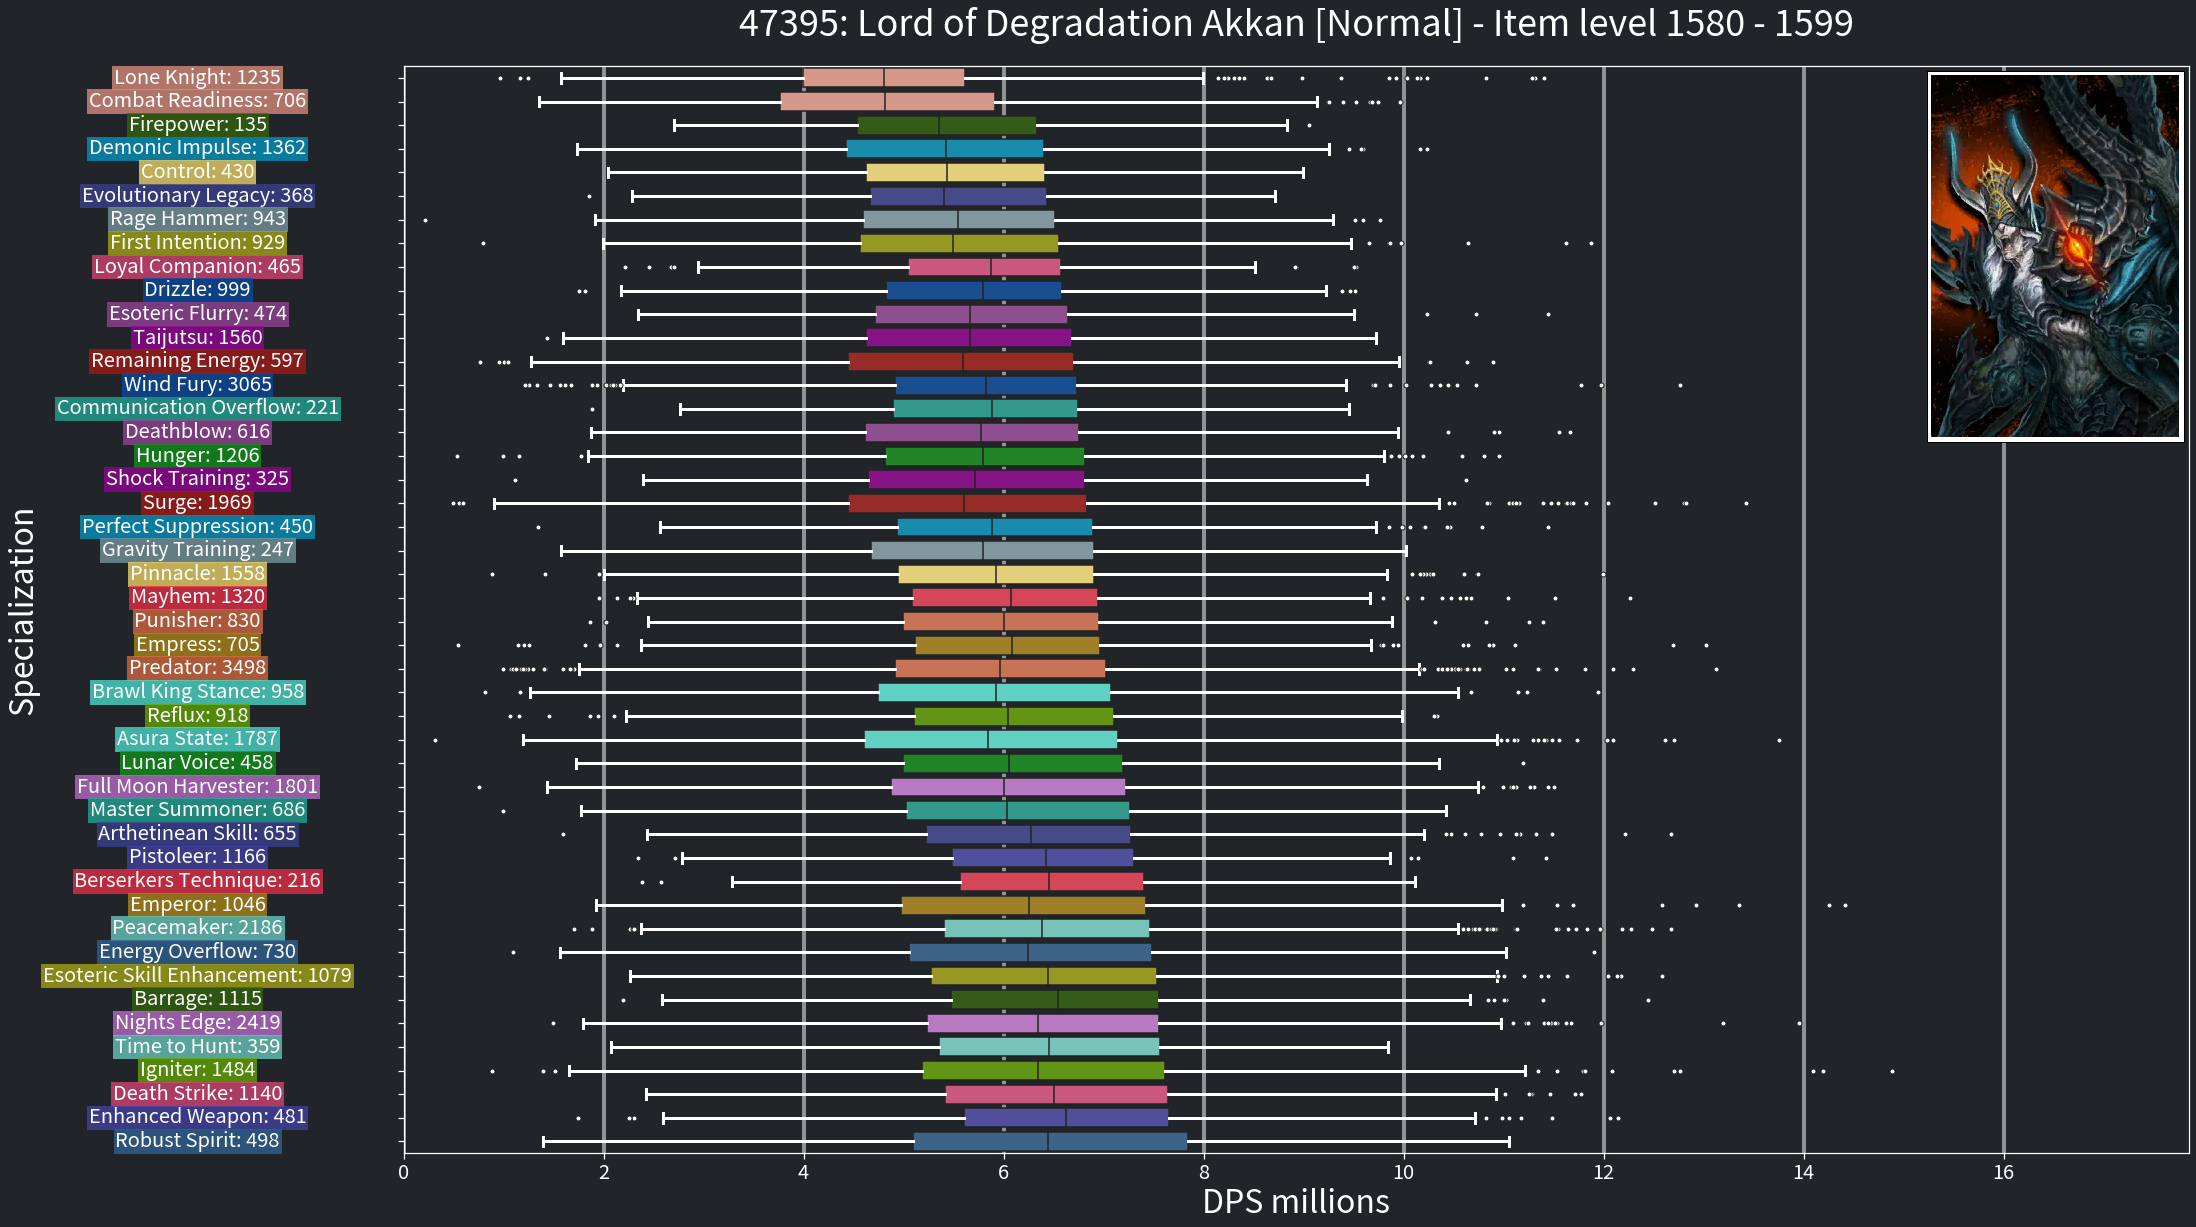 47395: Lord of Degradation Akkan [Normal] - Item level 1580 - 1599
Specialization
Lone Knight: 1235
Combat Readiness: 706
Firepower: 135
Demonic Impulse: 1362
Control: 430
Evolutionary Legacy: 368
Rage Hammer: 943
First Intention: 929
Loyal Companion: 465
Drizzle: 999
Esoteric Flurry: 474
Taijutsu: 1560
Remaining Energy: 597
Wind Fury: 3065
Communication Overflow: 221
Deathblow: 616
Hunger: 1206
Shock Training: 325
Surge: 1969
Perfect Suppression: 450
Gravity Training: 247
Pinnacle: 1558
Mayhem: 1320
Punisher: 830
Empress: 705
Predator: 3498
Brawl King Stance: 958
Reflux: 918
Asura State: 1787
Lunar Voice: 458
Full Moon Harvester: 1801
Master Summoner: 686
Arthetinean Skill: 655
Pistoleer: 1166
Berserkers Technique: 216
Emperor: 1046
Peacemaker: 2186
Energy Overflow: 730
Esoteric Skill Enhancement: 1079
Barrage: 1115
Nights Edge: 2419
Time to Hunt: 359
Igniter: 1484
Death Strike: 1140
Enhanced Weapon: 481
Robust Spirit: 498
0 2 4 6 8 10 12 14 16
DPS millions